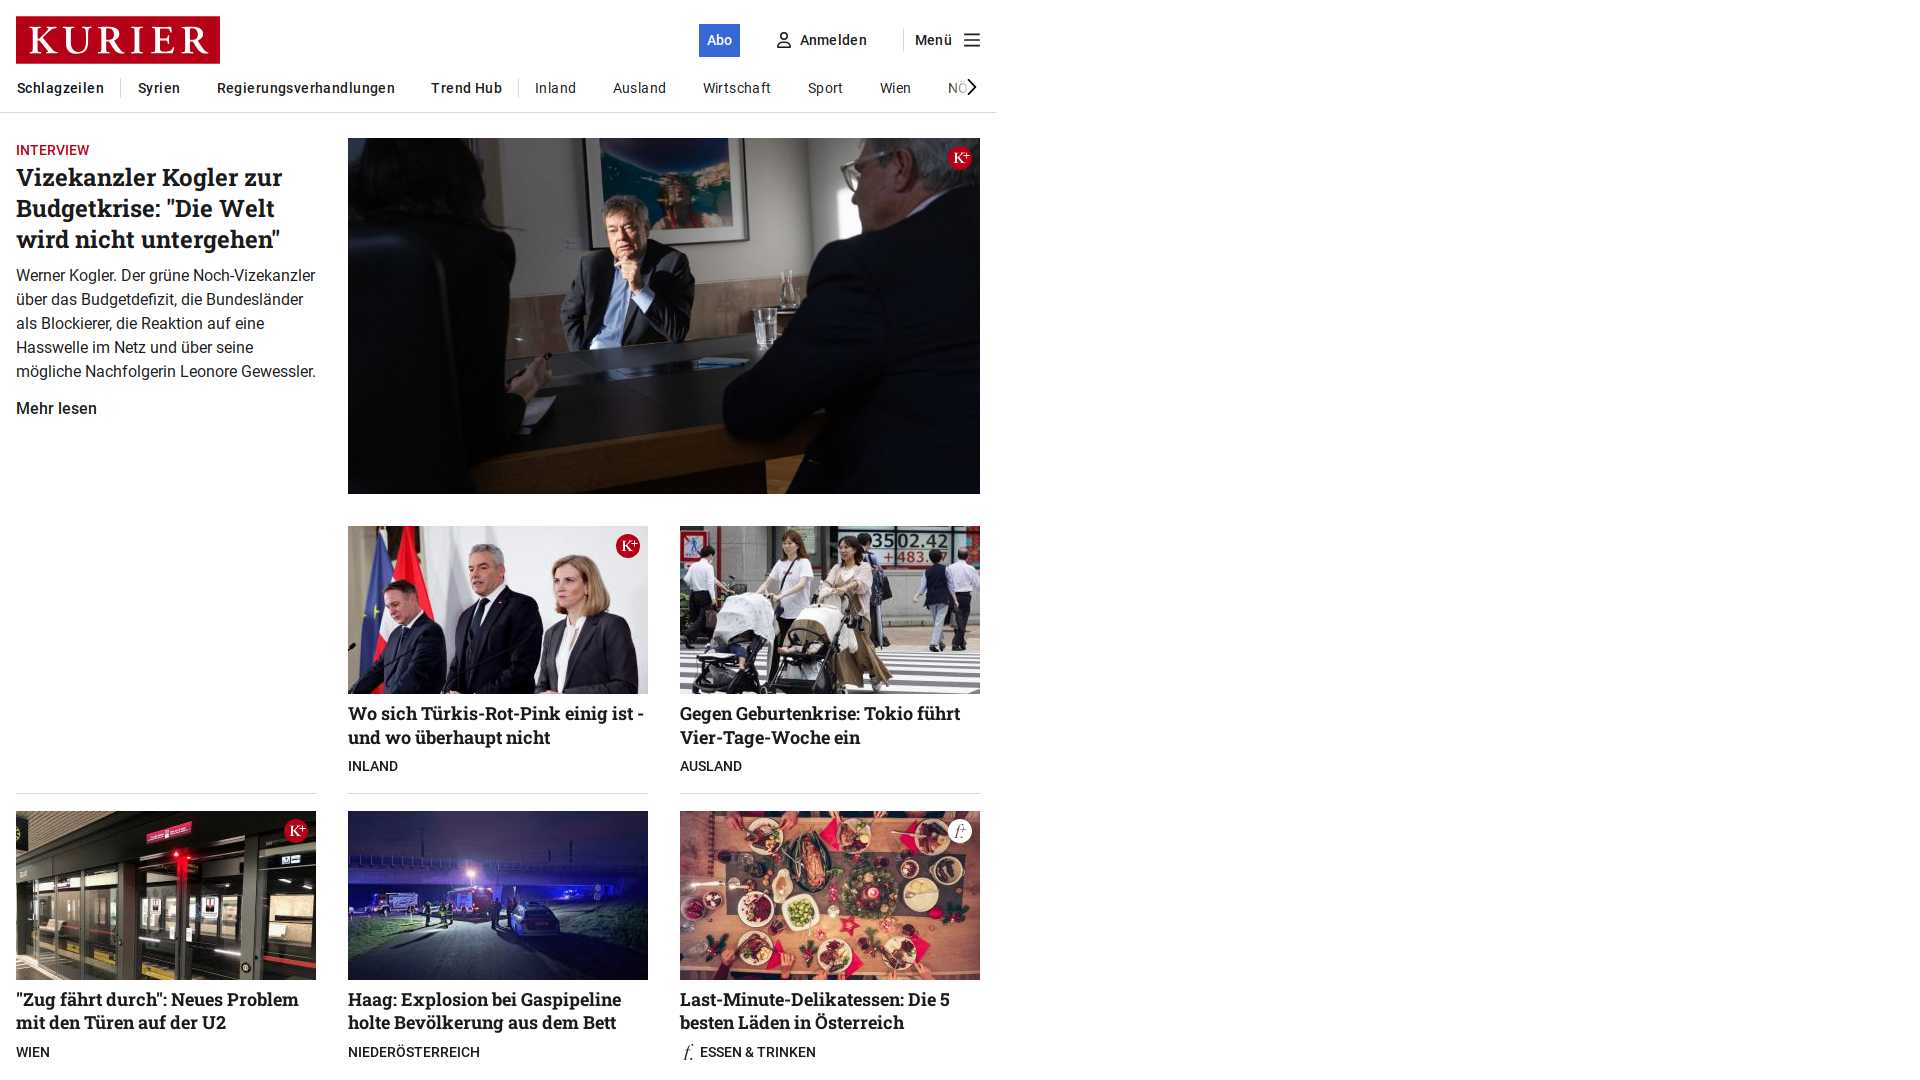 KURIER
Abo
Anmelden
Menü
Schlagzeilen
Syrien
Regierungsverhandlungen
Trend Hub
Inland
Ausland
Wirtschaft
Sport
Wien
NÖ
INTERVIEW
Vizekanzler Kogler zur
Budgetkrise: "Die Welt
wird nicht untergehen"
Werner Kogler. Der grüne Noch-Vizekanzler
über das Budgetdefizit, die Bundesländer
als Blockierer, die Reaktion auf eine
Hasswelle im Netz und über seine
mögliche Nachfolgerin Leonore Gewessler.
Mehr lesen
K+
K+
3502.42
Wo sich Türkis-Rot-Pink einig ist -
und wo überhaupt nicht
INLAND
Gegen Geburtenkrise: Tokio führt
Vier-Tage-Woche ein
AUSLAND
K+
f+
"Zug fährt durch": Neues Problem
mit den Türen auf der U2
WIEN
Haag: Explosion bei Gaspipeline
holte Bevölkerung aus dem Bett
NIEDERÖSTERREICH
Last-Minute-Delikatessen: Die 5
besten Läden in Österreich
f. ESSEN & TRINKEN